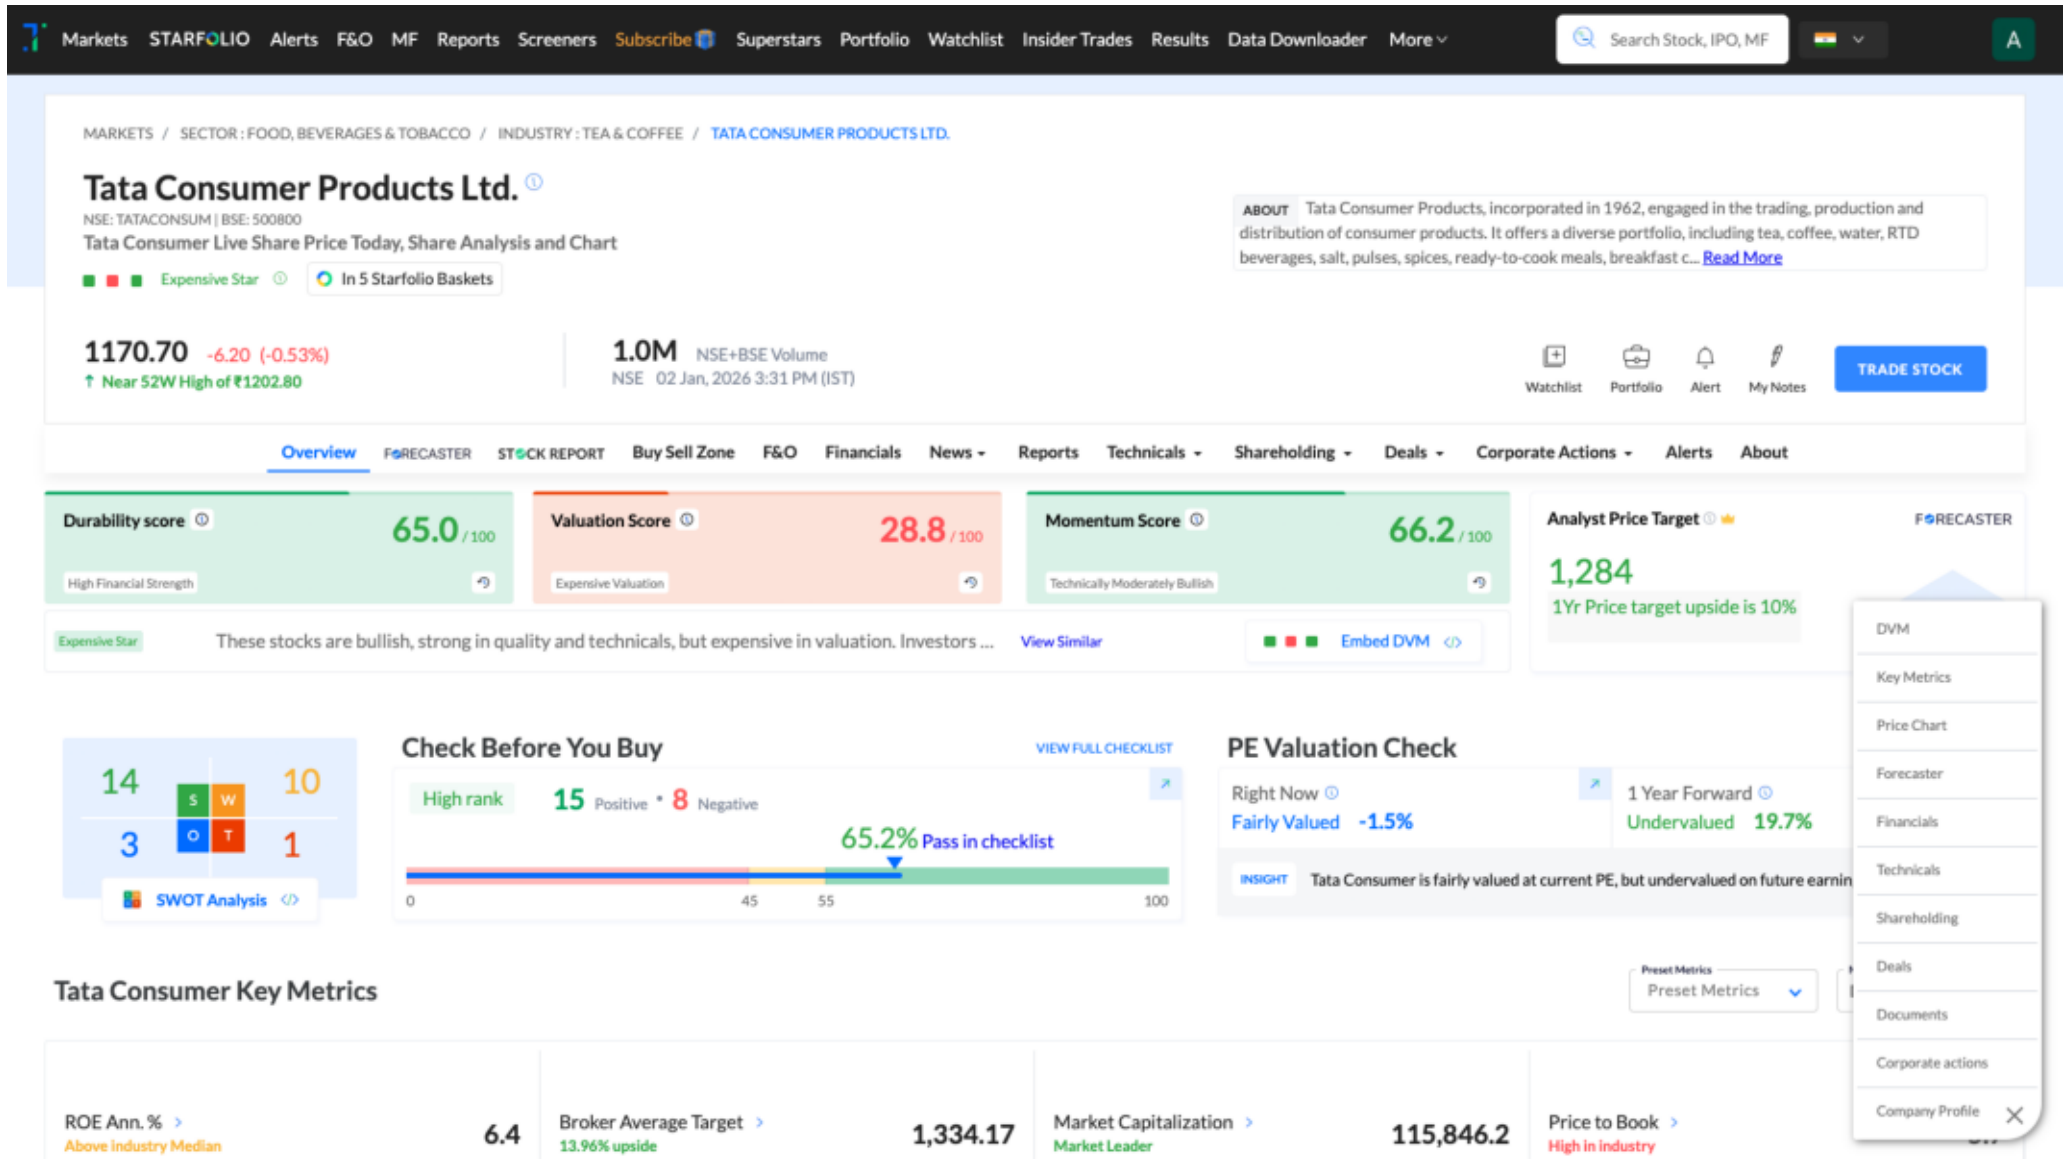 Markets STARFOLIO Alerts F&O MF Reports Screeners Subscribe Superstars Portfolio Watchlist Insider Trades Results Data Downloader More Search Stock, IPO, MF A
MARKETS / SECTOR : FOOD, BEVERAGES & TOBACCO / INDUSTRY : TEA & COFFEE / TATA CONSUMER PRODUCTS LTD.
Tata Consumer Products Ltd.
NSE: TATACONSUM | BSE: 500800
Tata Consumer Live Share Price Today, Share Analysis and Chart
Expensive Star In 5 Starfolio Baskets
ABOUT Tata Consumer Products, incorporated in 1962, engaged in the trading, production and
distribution of consumer products. It offers a diverse portfolio, including tea, coffee, water, RTD
beverages, salt, pulses, spices, ready-to-cook meals, breakfast c... Read More
1170.70 -6.20 (-0.53%)
↑ Near 52W High of ₹1202.80
1.0M NSE+BSE Volume
NSE 02 Jan, 2026 3:31 PM (IST)
Watchlist Portfolio Alert My Notes TRADE STOCK
Overview FORECASTER STOCK REPORT Buy Sell Zone F&O Financials News Reports Technicals Shareholding Deals Corporate Actions Alerts About
Durability score 65.0 / 100
High Financial Strength
Valuation Score 28.8 / 100
Expensive Valuation
Momentum Score 66.2 / 100
Technically Moderately Bullish
Analyst Price Target FORECASTER
1,284
1Yr Price target upside is 10%
Expensive Star These stocks are bullish, strong in quality and technicals, but expensive in valuation. Investors ... View Similar Embed DVM </>
14 10
S W
O T
3 1
SWOT Analysis </>
Check Before You Buy VIEW FULL CHECKLIST
High rank 15 Positive • 8 Negative
65.2% Pass in checklist
0 45 55 100
PE Valuation Check
Right Now
Fairly Valued -1.5%
1 Year Forward
Undervalued 19.7%
INSIGHT Tata Consumer is fairly valued at current PE, but undervalued on future earnin
DVM
Key Metrics
Price Chart
Forecaster
Financials
Technicals
Shareholding
Deals
Documents
Corporate actions
Company Profile
Tata Consumer Key Metrics
Preset Metrics
Preset Metrics
ROE Ann. % 6.4
Above industry Median
Broker Average Target 1,334.17
13.96% upside
Market Capitalization 115,846.2
Market Leader
Price to Book
High in industry